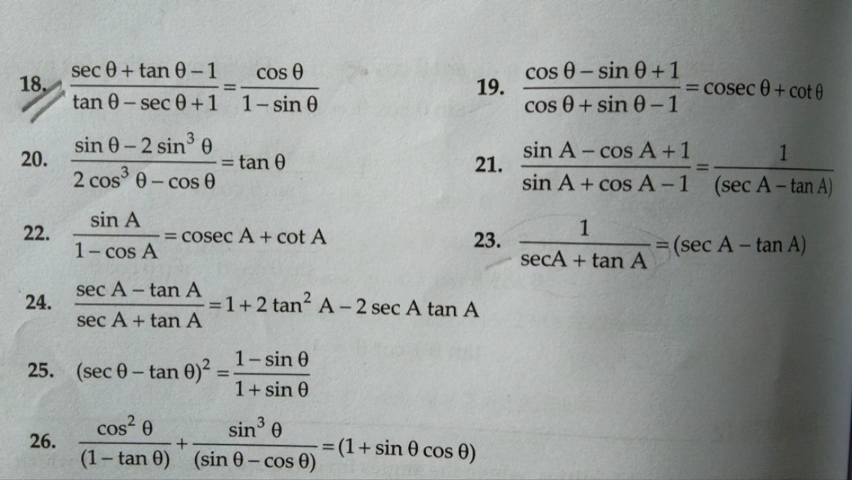 18. (sec θ + tan θ − 1)/(tan θ − sec θ + 1) = cos θ/(1 − sin θ)
19. (cos θ − sin θ + 1)/(cos θ + sin θ − 1) = cosec θ + cot θ
20. (sin θ − 2 sin³ θ)/(2 cos³ θ − cos θ) = tan θ
21. (sin A − cos A + 1)/(sin A + cos A − 1) = 1/(sec A − tan A)
22. sin A/(1 − cos A) = cosec A + cot A
23. 1/(secA + tan A) = (sec A − tan A)
24. (sec A − tan A)/(sec A + tan A) = 1 + 2 tan² A − 2 sec A tan A
25. (sec θ − tan θ)² = (1 − sin θ)/(1 + sin θ)
26. cos² θ/(1 − tan θ) + sin³ θ/(sin θ − cos θ) = (1 + sin θ cos θ)